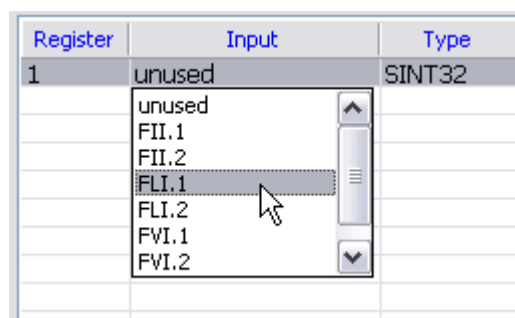 Register Input Type
1 unused SINT32
unused
FII.1
FII.2
FLI.1
FLI.2
FVI.1
FVI.2